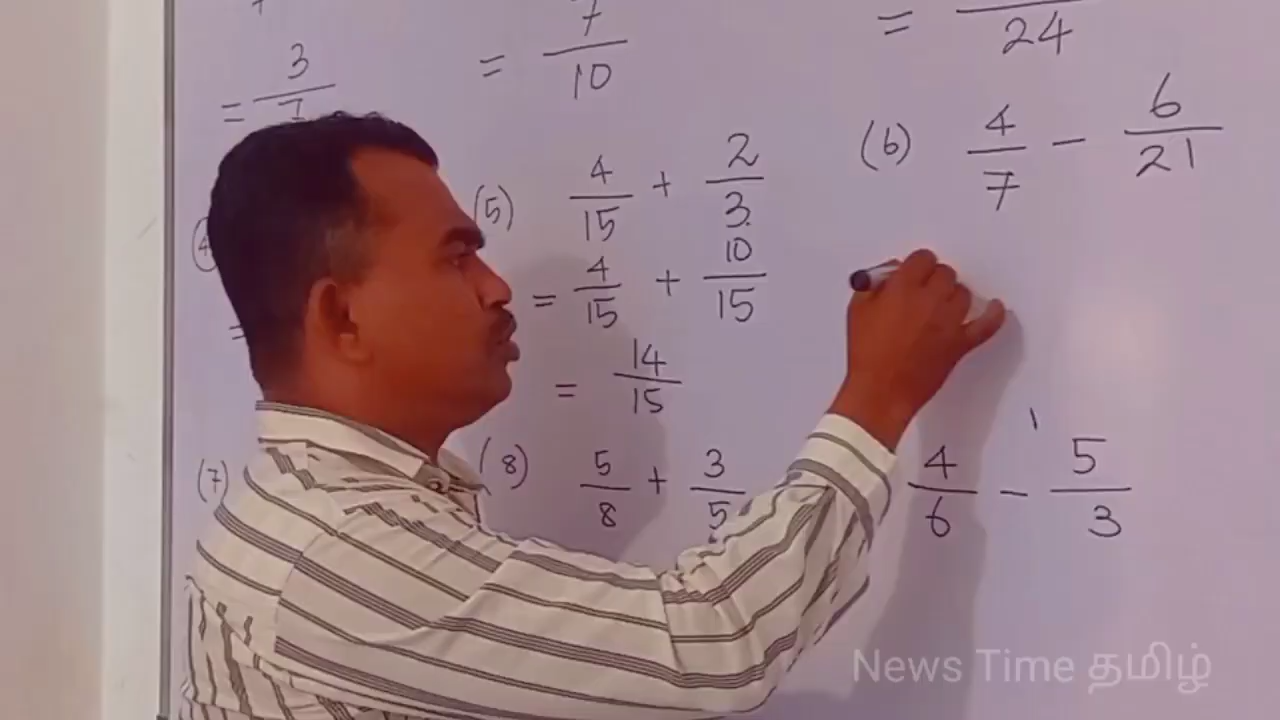 = 3/7
= 7/10
= /24
(5) 4/15 + 2/3
= 4/15 + 10/15
= 14/15
(6) 4/7 - 6/21
(7)
(8) 5/8 + 3/5
4/6 - 5/3
News Time தமிழ்